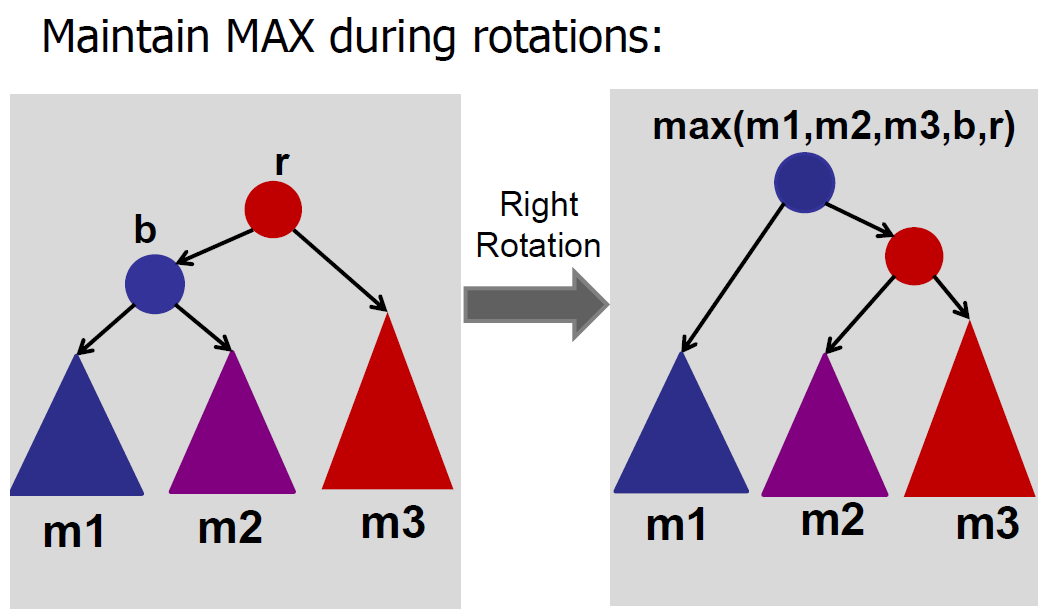 Maintain MAX during rotations:
r
b
m1
m2
m3
Right
Rotation
max(m1,m2,m3,b,r)
m1
m2
m3